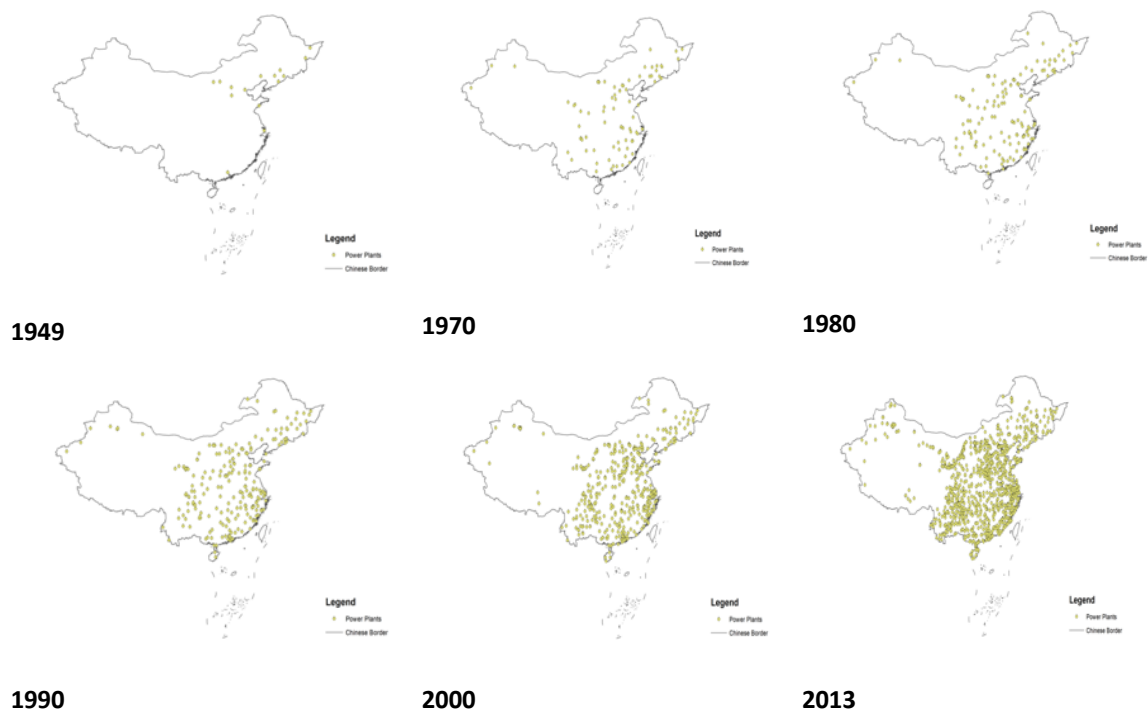 Legend
Power Plants
Chinese Border
1949
Legend
Power Plants
Chinese Border
1970
Legend
Power Plants
Chinese Border
1980
Legend
Power Plants
Chinese Border
1990
Legend
Power Plants
Chinese Border
2000
Legend
Power Plants
Chinese Border
2013